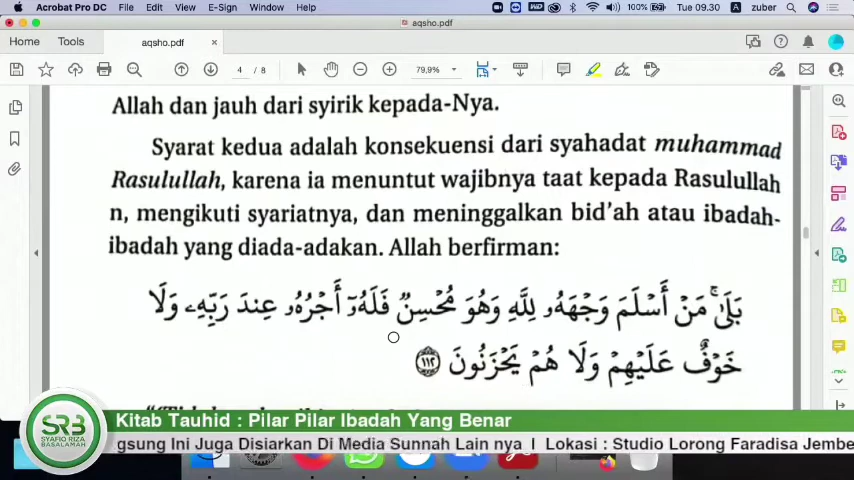 Acrobat Pro DC File Edit View E-Sign Window Help 100% Tue 09.30 A zuber
aqsho.pdf
Home Tools aqsho.pdf
4 / 8 79,9%
Allah dan jauh dari syirik kepada-Nya.
Syarat kedua adalah konsekuensi dari syahadat muhammad
Rasulullah, karena ia menuntut wajibnya taat kepada Rasulullah
n, mengikuti syariatnya, dan meninggalkan bid'ah atau ibadah-
ibadah yang diada-adakan. Allah berfirman:
بَلَىٰ مَنْ أَسْلَمَ وَجْهَهُۥ لِلَّهِ وَهُوَ مُحْسِنٌ فَلَهُۥٓ أَجْرُهُۥ عِندَ رَبِّهِۦ وَلَا
خَوْفٌ عَلَيْهِمْ وَلَا هُمْ يَحْزَنُونَ ١١٢
SRB
SYAFIQ RIZA
BASALAMAH
Kitab Tauhid : Pilar Pilar Ibadah Yang Benar
gsung Ini Juga Disiarkan Di Media Sunnah Lain nya I Lokasi : Studio Lorong Faradisa Jembe